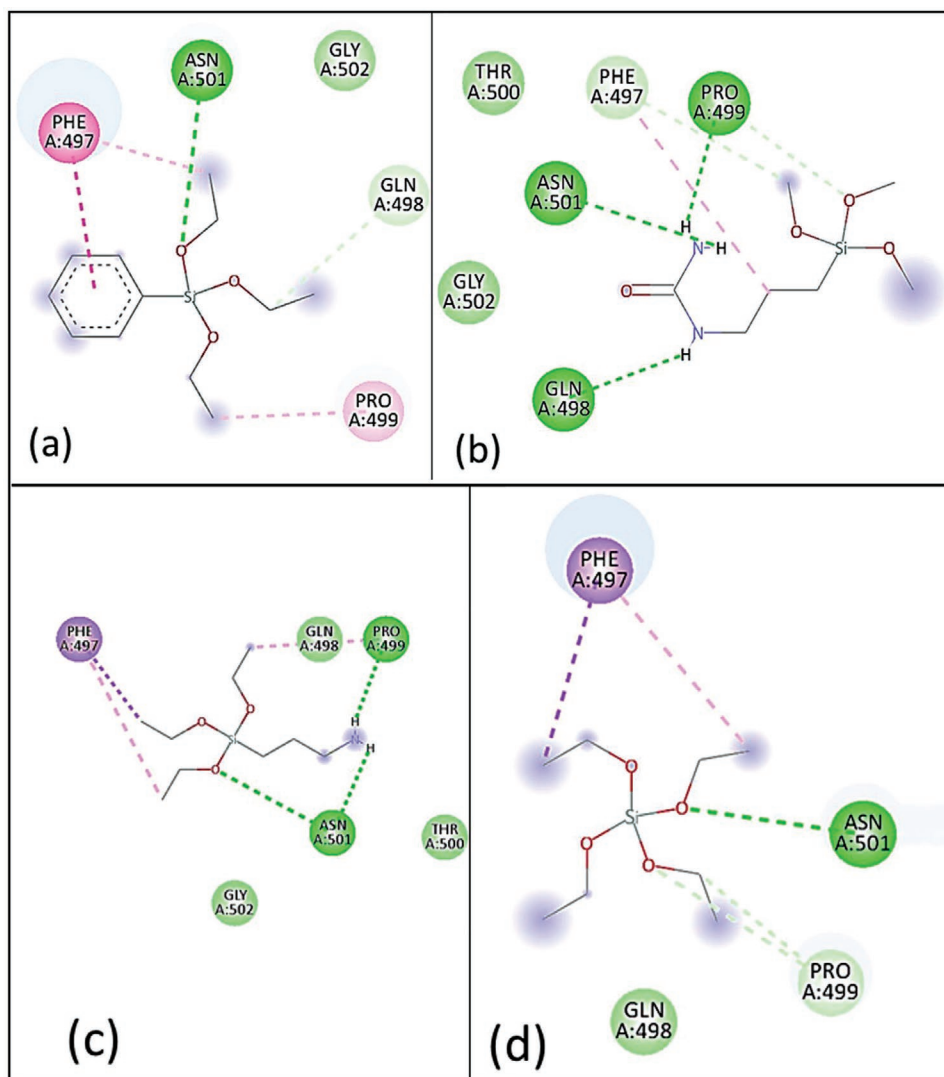 ASN
A:501
GLY
A:502
PHE
A:497
GLN
A:498
O
Si
O
O
PRO
A:499
(a)
THR
A:500
PHE
A:497
PRO
A:499
ASN
A:501
H
N
H
O
O
Si
O
GLY
A:502
O
N
H
GLN
A:498
(b)
PHE
A:497
GLN
A:498
PRO
A:499
O
H
O
Si
N
H
O
ASN
A:501
THR
A:500
GLY
A:502
(c)
PHE
A:497
O
O
Si
O
O
ASN
A:501
PRO
A:499
GLN
A:498
(d)